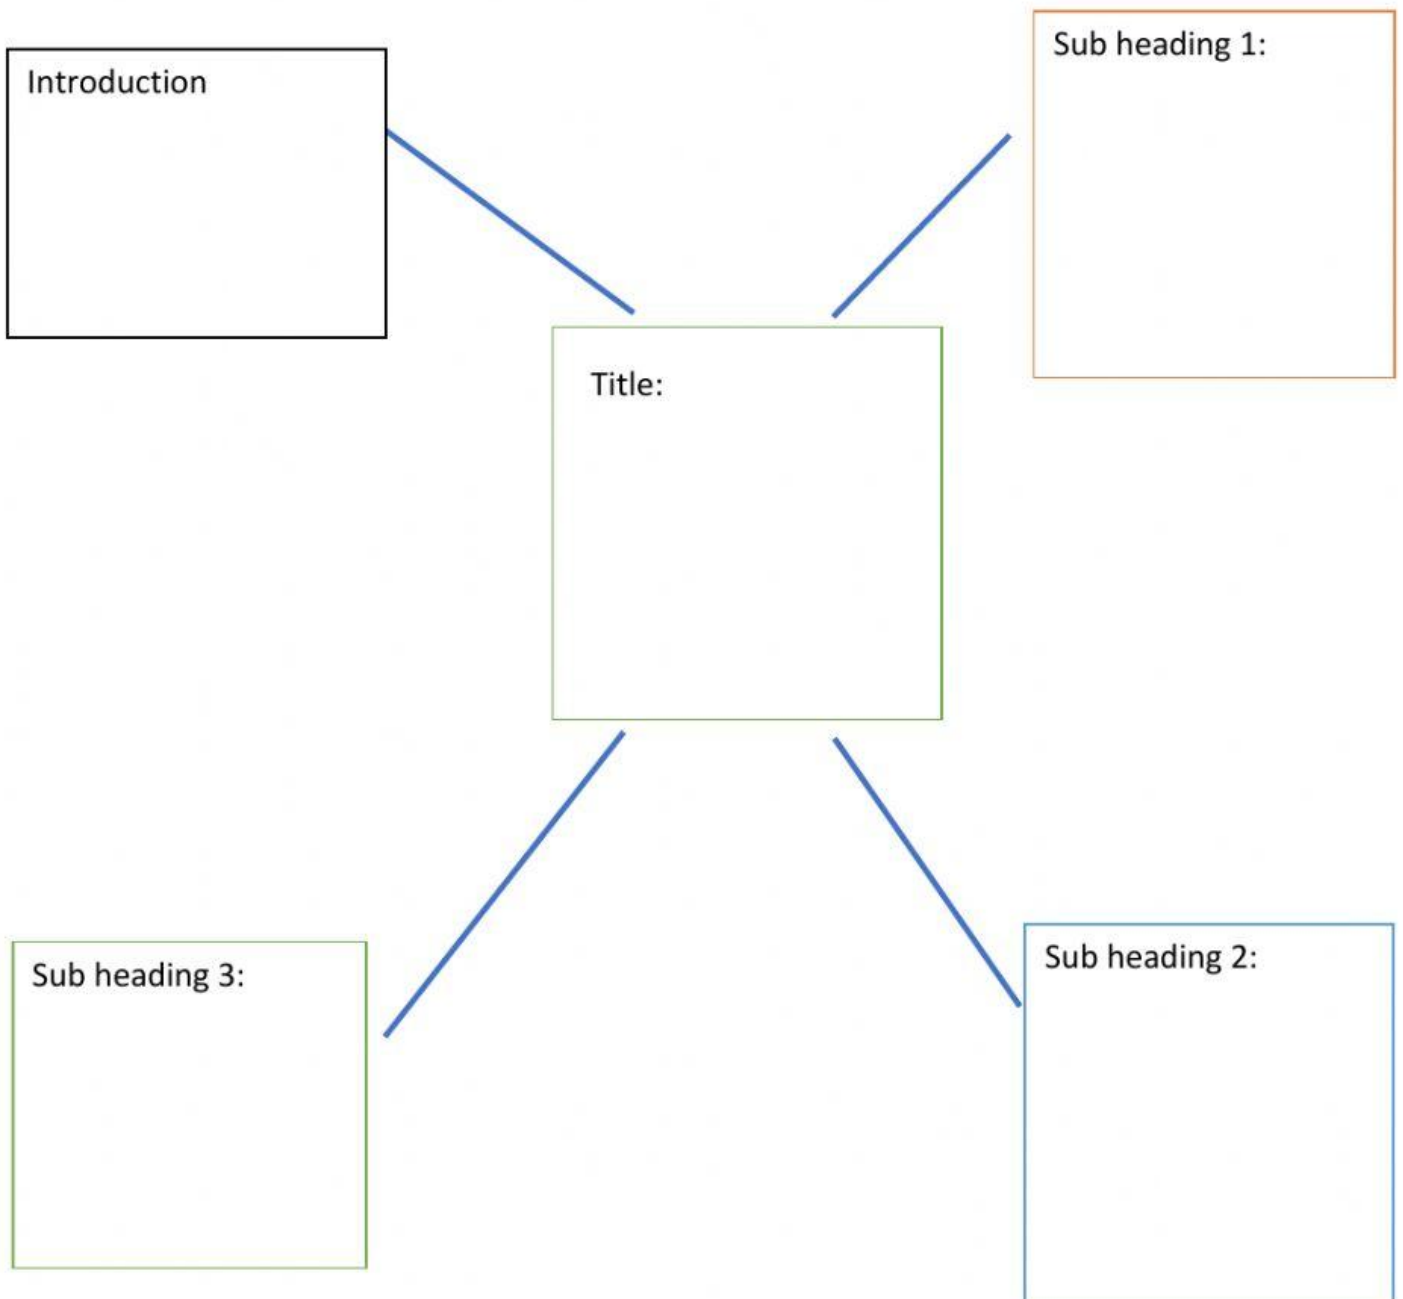 Introduction
Sub heading 1:
Title:
Sub heading 3:
Sub heading 2: